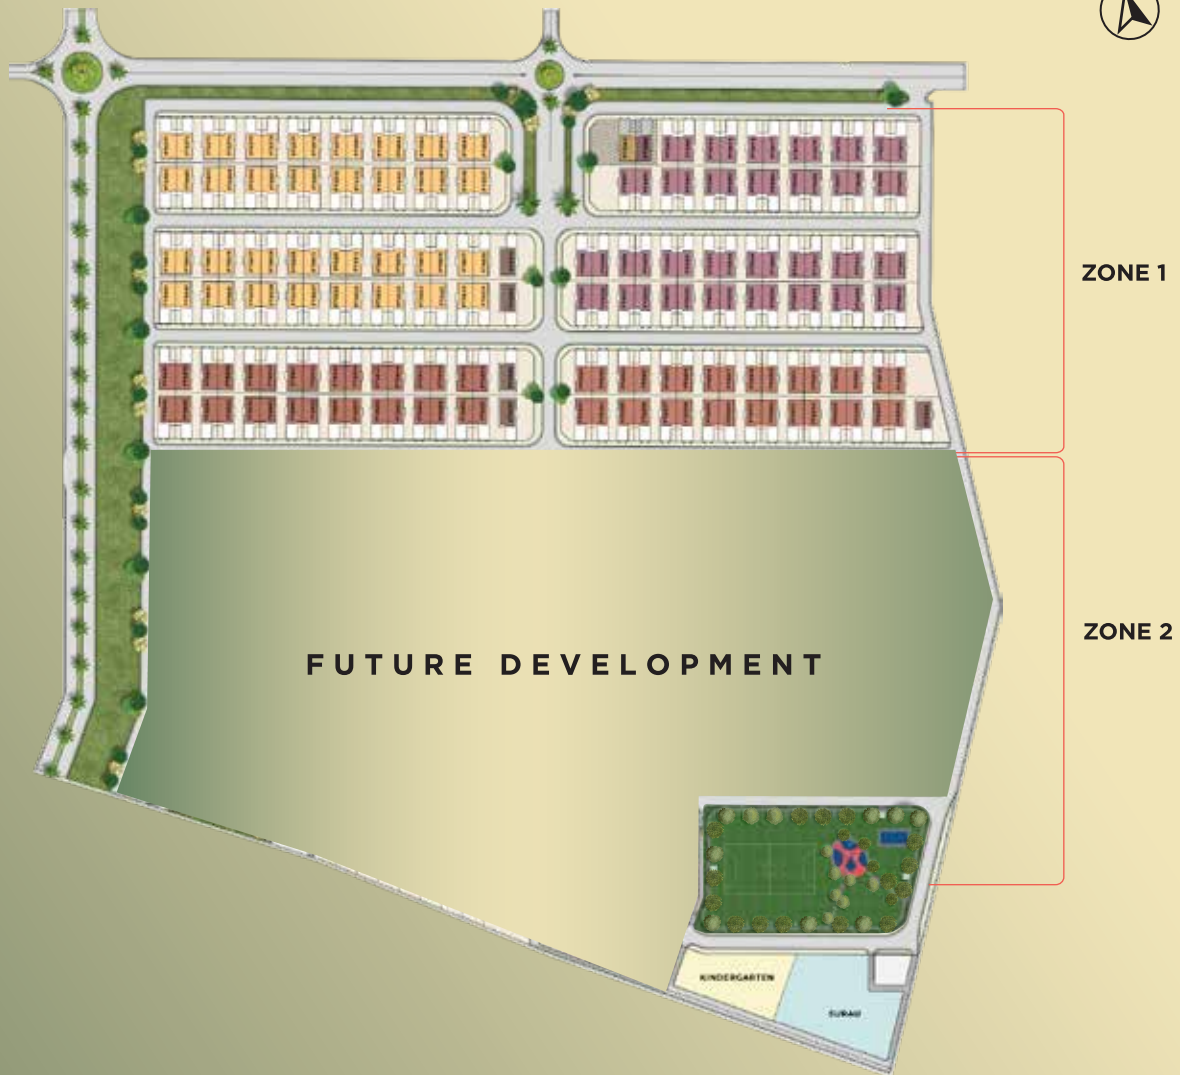 ZONE 1
FUTURE DEVELOPMENT
ZONE 2
KINDERGARTEN
SURAU